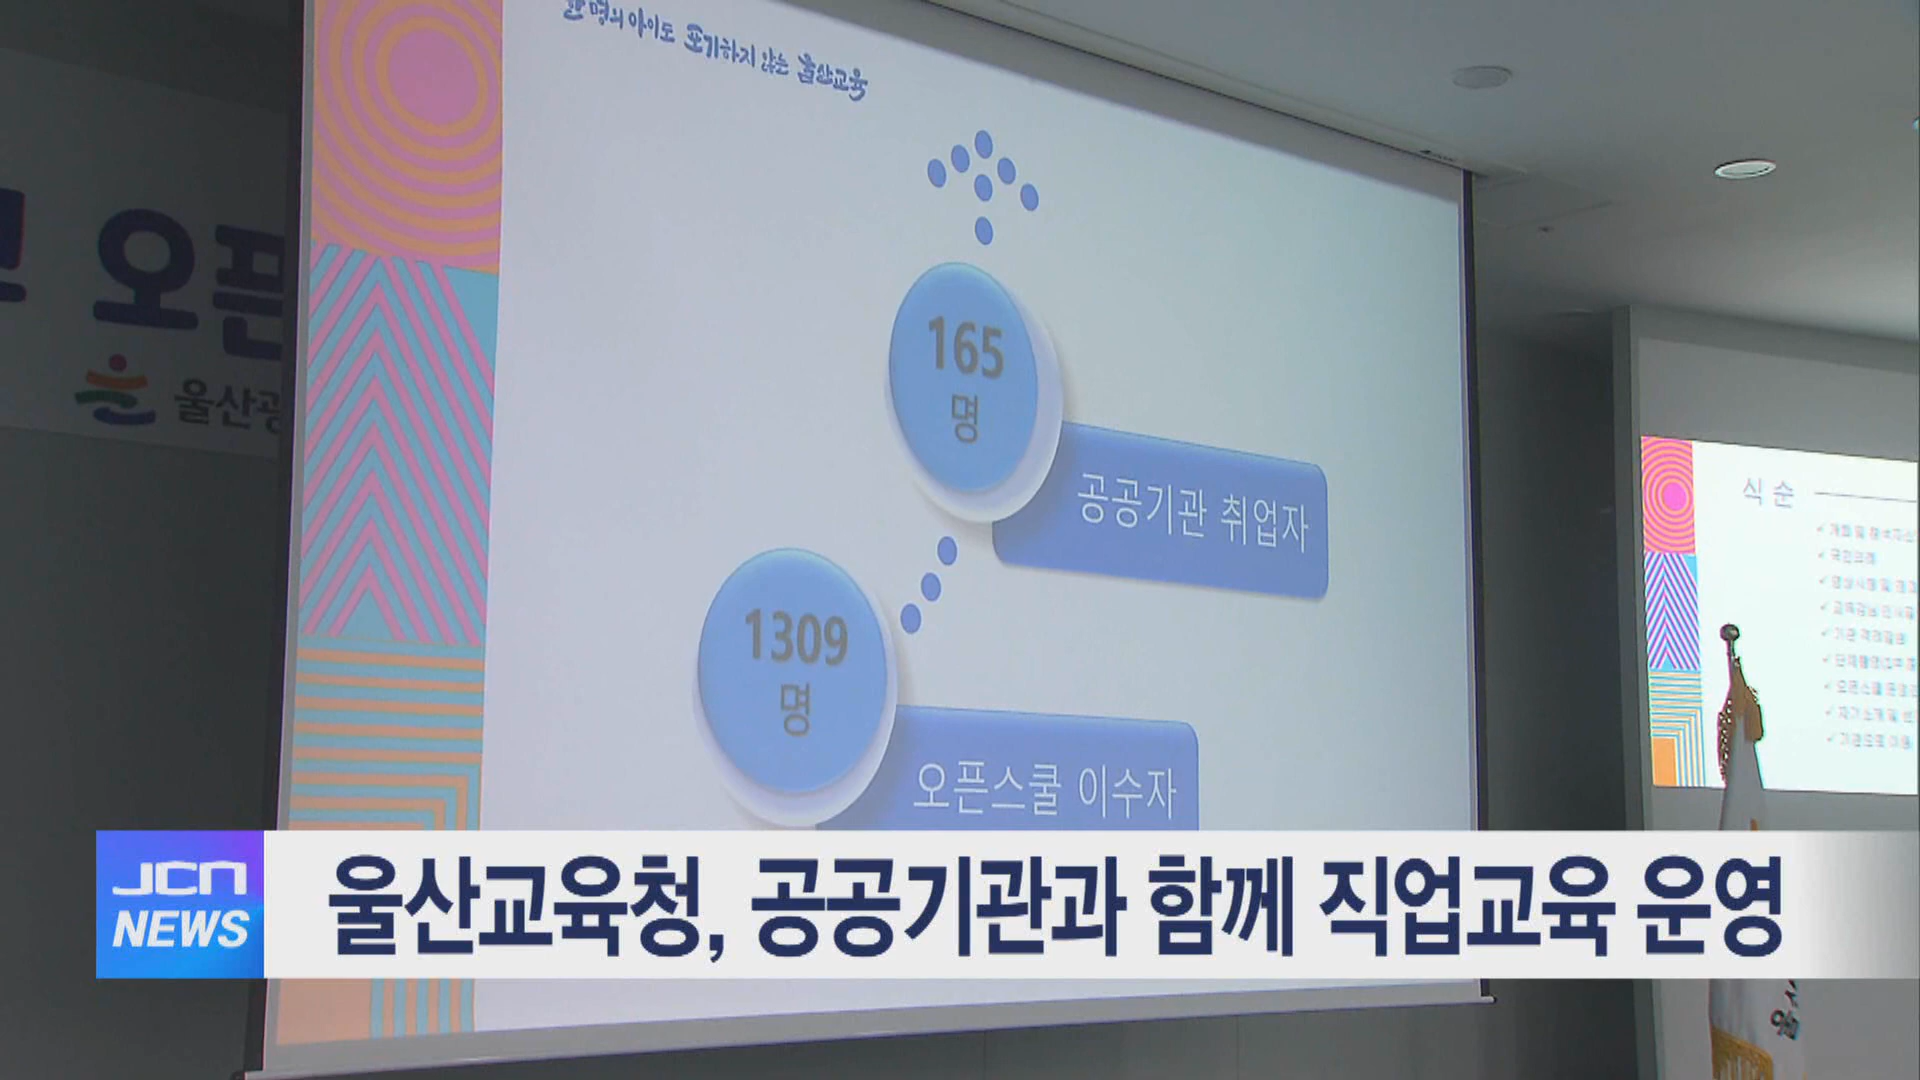 한 명의 아이도 포기하지 않는 울산교육
오픈
울산광
165
명
공공기관 취업자
1309
명
오픈스쿨 이수자
식 순
JCN
NEWS
울산교육청, 공공기관과 함께 직업교육 운영